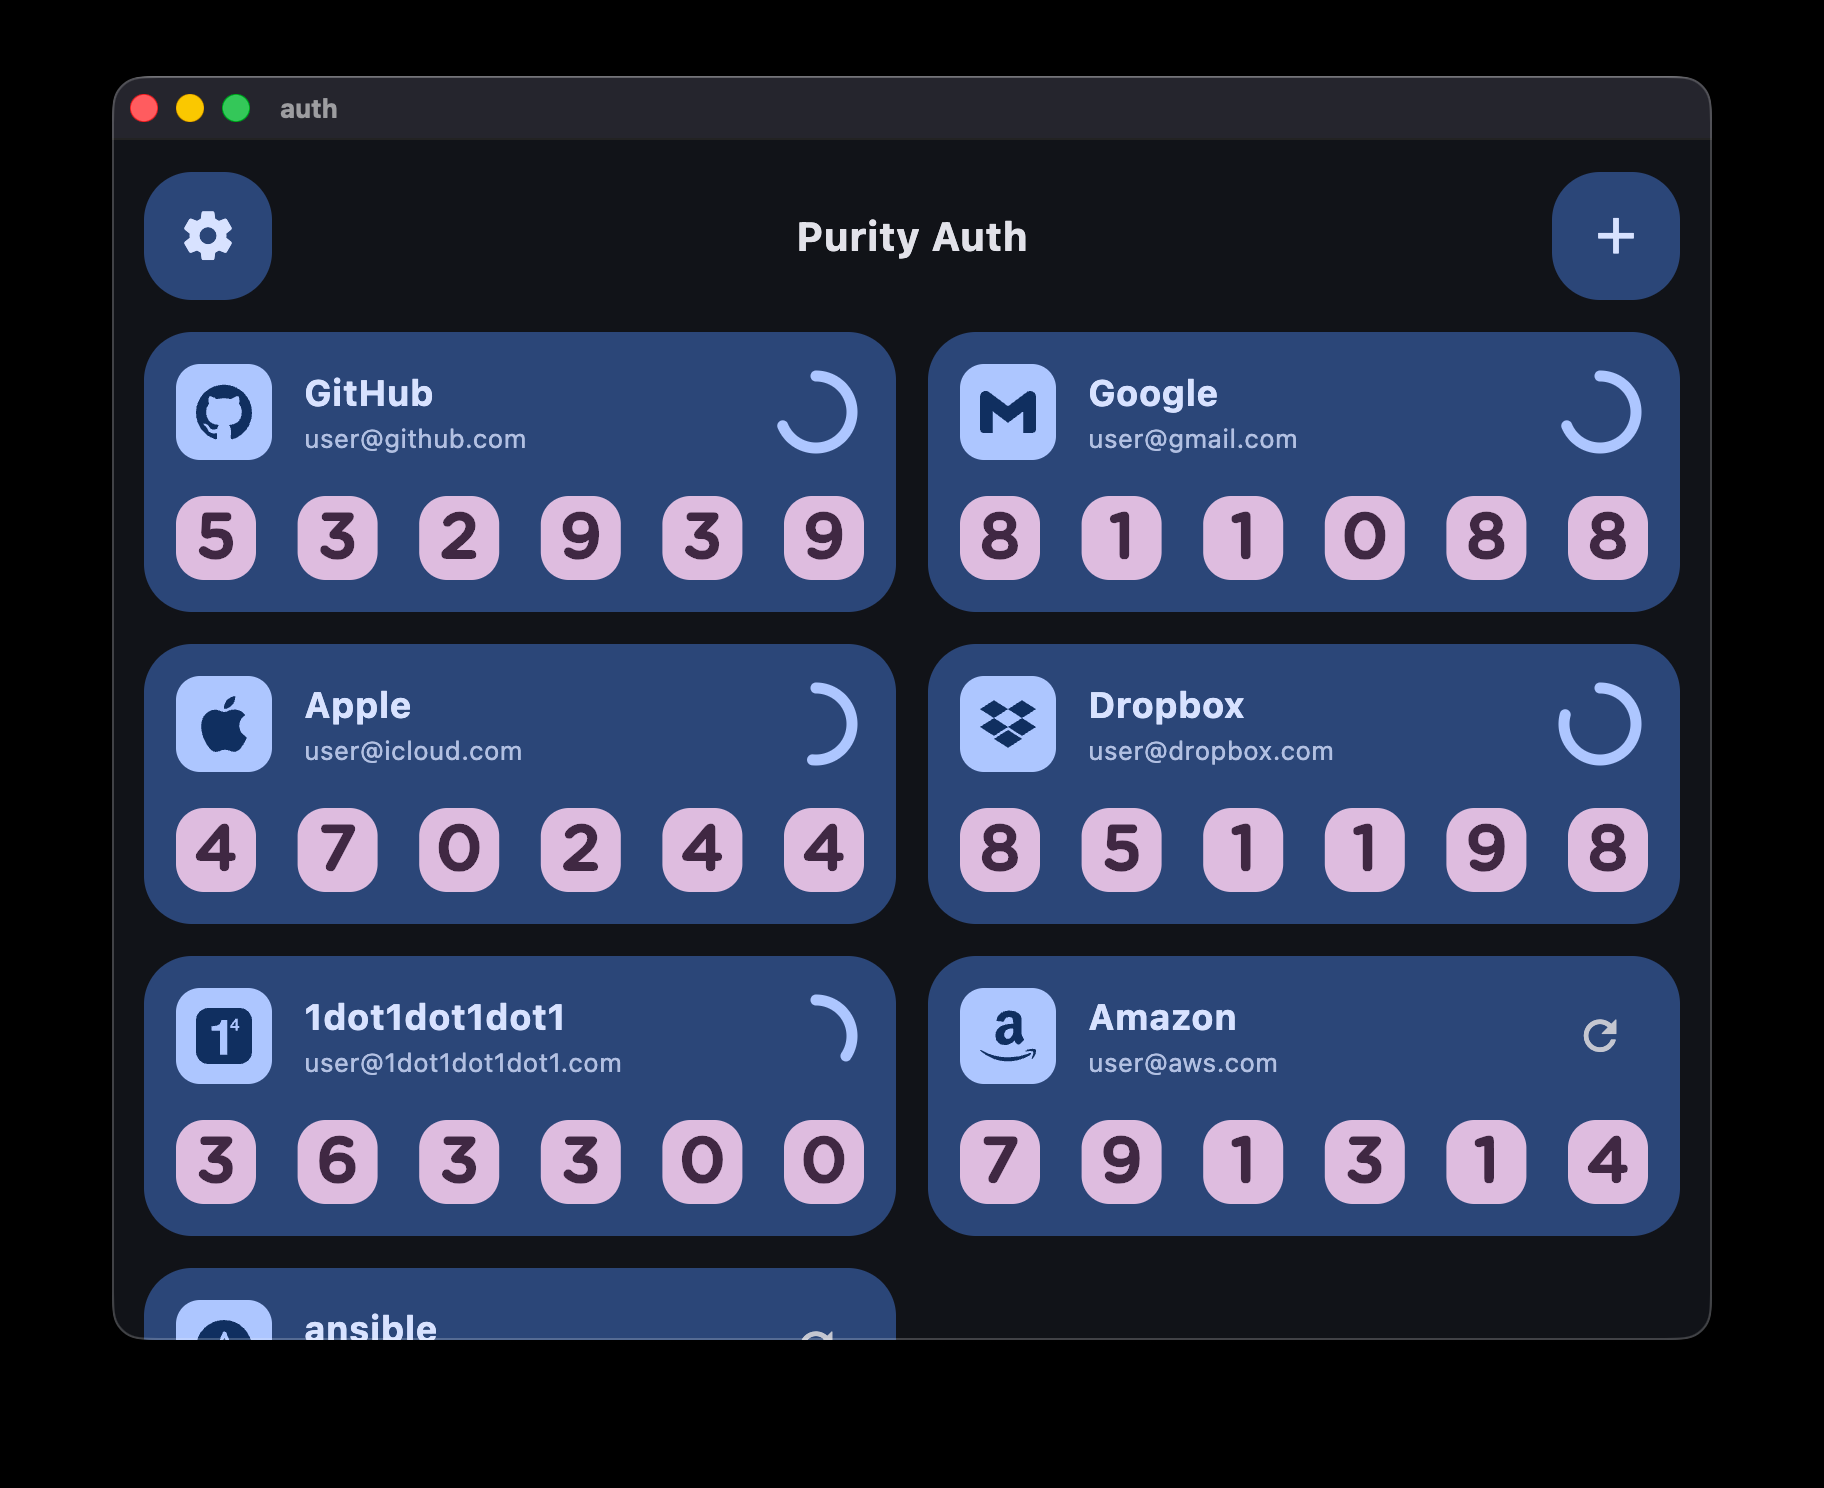 auth
Purity Auth
GitHub
user@github.com
5 3 2 9 3 9
Google
user@gmail.com
8 1 1 0 8 8
Apple
user@icloud.com
4 7 0 2 4 4
Dropbox
user@dropbox.com
8 5 1 1 9 8
1dot1dot1dot1
user@1dot1dot1dot1.com
1⁴
3 6 3 3 0 0
Amazon
user@aws.com
a
7 9 1 3 1 4
ansible